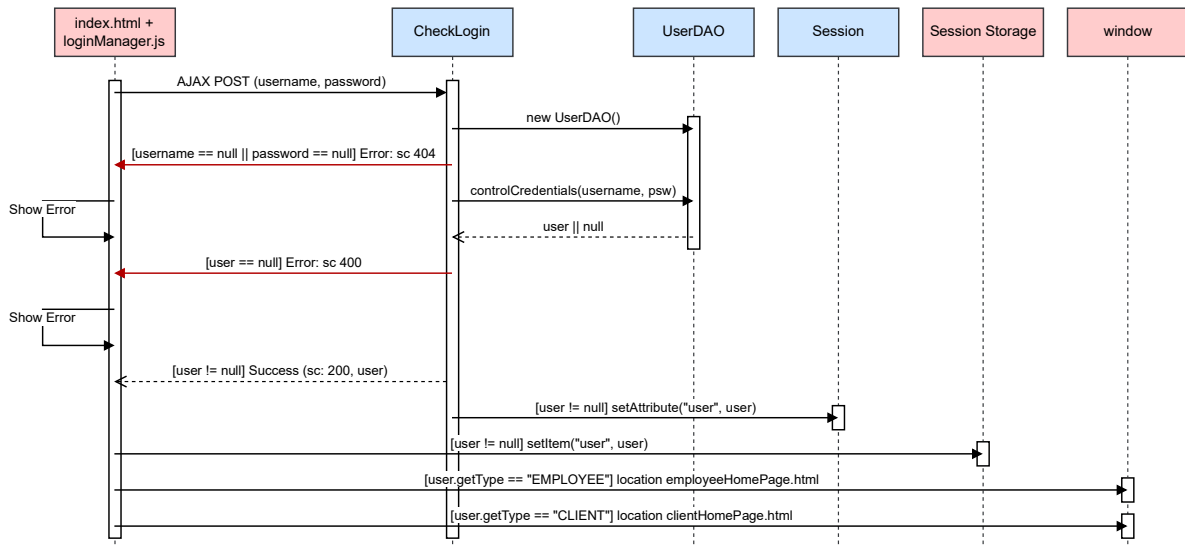 index.html +
loginManager.js
CheckLogin
UserDAO
Session
Session Storage
window
AJAX POST (username, password)
new UserDAO()
[username == null || password == null] Error: sc 404
controlCredentials(username, psw)
Show Error
user || null
[user == null] Error: sc 400
Show Error
[user != null] Success (sc: 200, user)
[user != null] setAttribute("user", user)
[user != null] setItem("user", user)
[user.getType == "EMPLOYEE"] location employeeHomePage.html
[user.getType == "CLIENT"] location clientHomePage.html